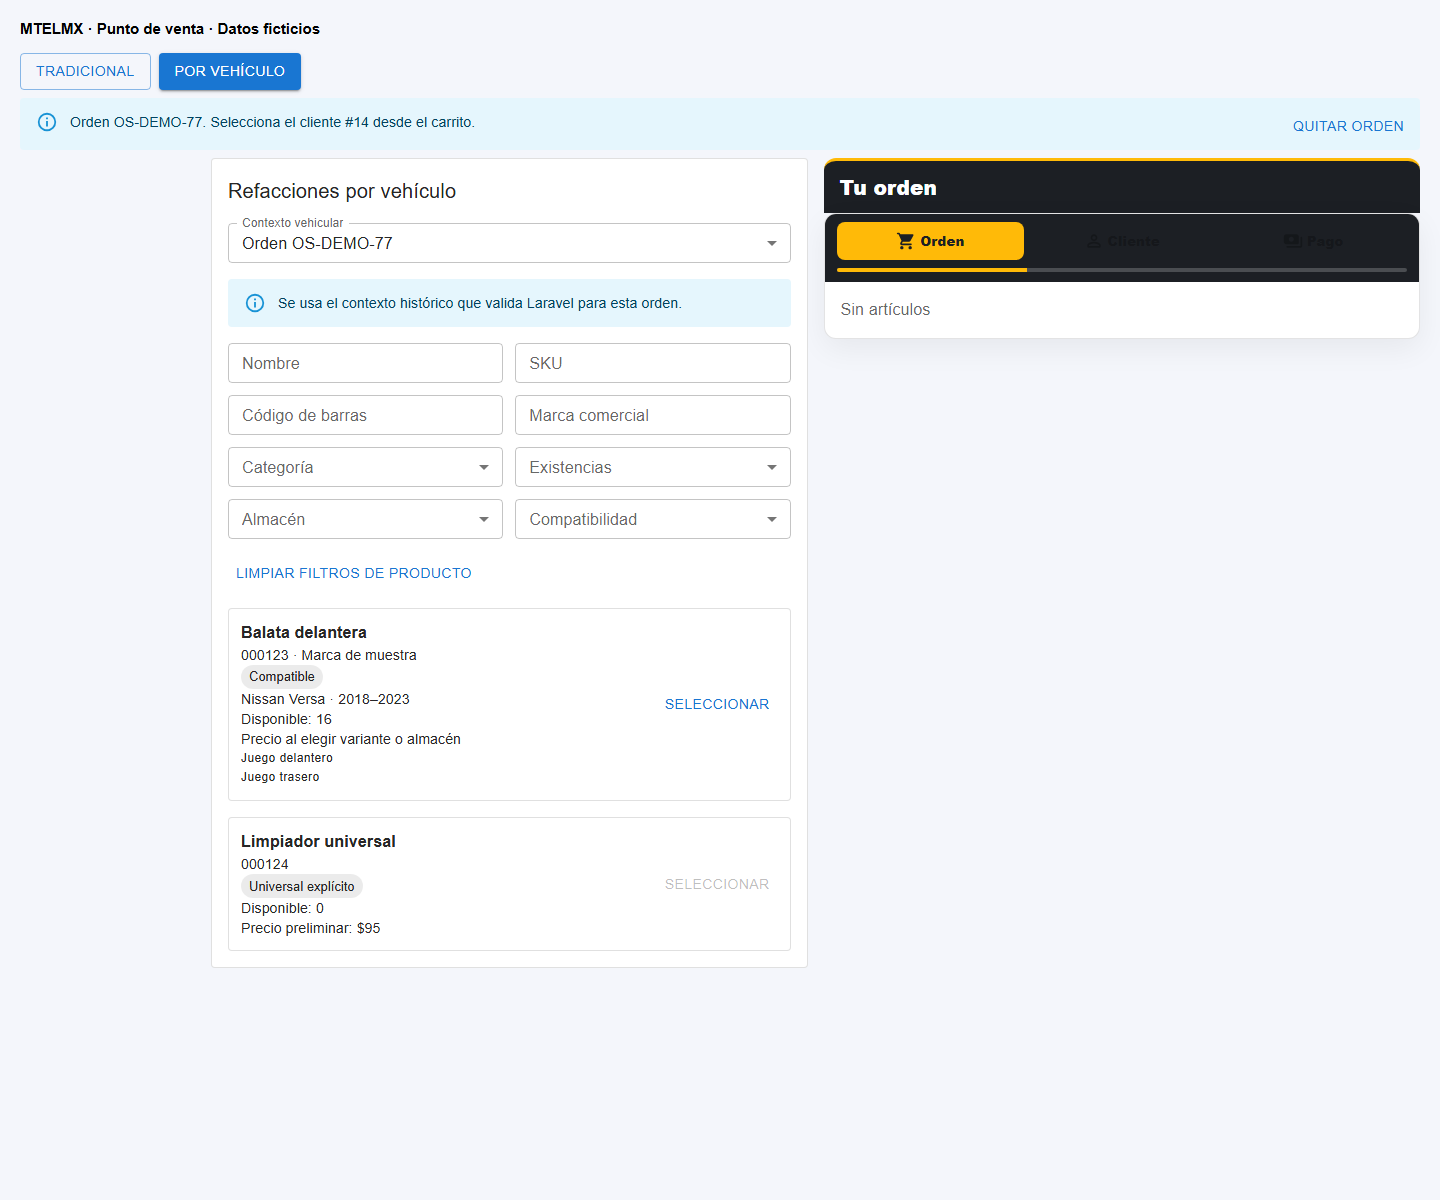 MTELMX · Punto de venta · Datos ficticios
TRADICIONAL
POR VEHÍCULO
Orden OS-DEMO-77. Selecciona el cliente #14 desde el carrito.
QUITAR ORDEN
Refacciones por vehículo
Contexto vehicular
Orden OS-DEMO-77
Se usa el contexto histórico que valida Laravel para esta orden.
Nombre
SKU
Código de barras
Marca comercial
Categoría
Existencias
Almacén
Compatibilidad
LIMPIAR FILTROS DE PRODUCTO
Balata delantera
000123 · Marca de muestra
Compatible
Nissan Versa · 2018–2023
Disponible: 16
Precio al elegir variante o almacén
Juego delantero
Juego trasero
SELECCIONAR
Limpiador universal
000124
Universal explícito
Disponible: 0
Precio preliminar: $95
SELECCIONAR
Tu orden
Orden
Cliente
Pago
Sin artículos